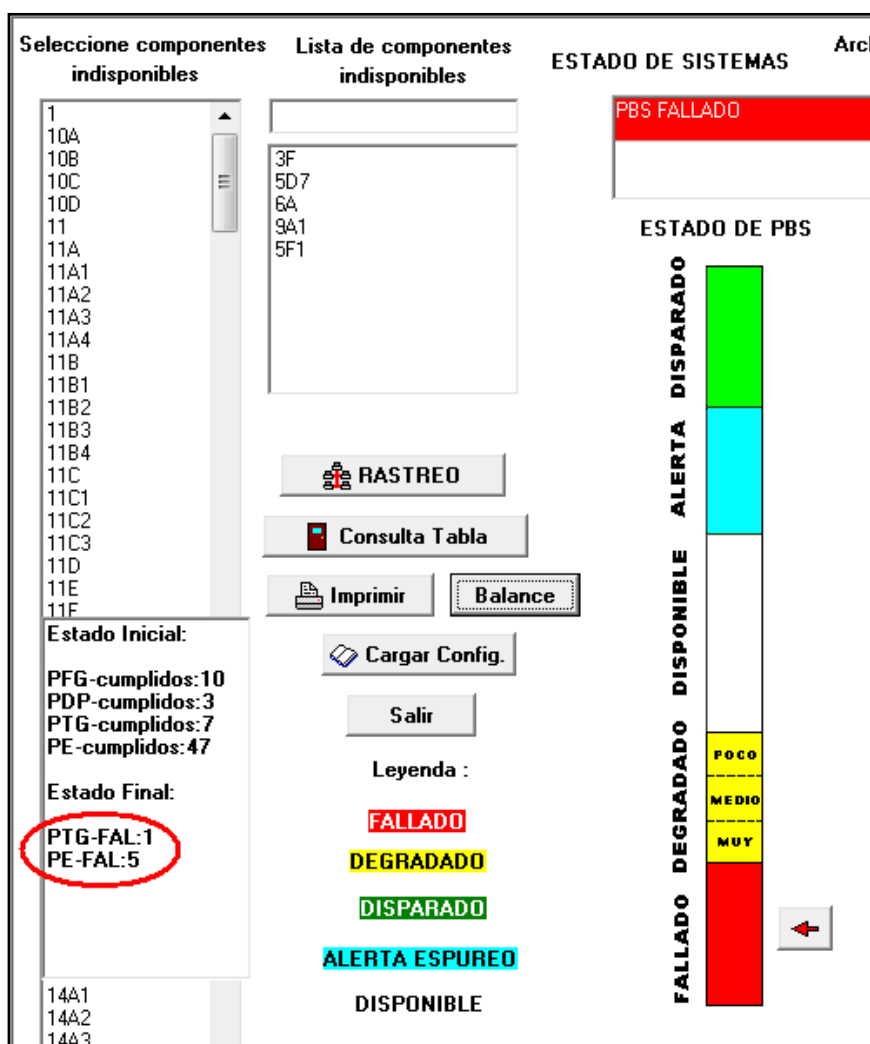 Seleccione componentes
indisponibles
1
10A
10B
10C
10D
11
11A
11A1
11A2
11A3
11A4
11B
11B1
11B2
11B3
11B4
11C
11C1
11C2
11C3
11D
11E
11F
Estado Inicial:
PFG-cumplidos:10
PDP-cumplidos:3
PTG-cumplidos:7
PE-cumplidos:47
Estado Final:
PTG-FAL:1
PE-FAL:5
14A1
14A2
14A3
Lista de componentes
indisponibles
3F
5D7
6A
9A1
5F1
RASTREO
Consulta Tabla
Imprimir
Balance
Cargar Config.
Salir
Leyenda :
FALLADO
DEGRADADO
DISPARADO
ALERTA ESPUREO
DISPONIBLE
ESTADO DE SISTEMAS
PBS FALLADO
ESTADO DE PBS
DISPARADO
ALERTA
DISPONIBLE
DEGRADADO
POCO
MEDIO
MUY
FALLADO